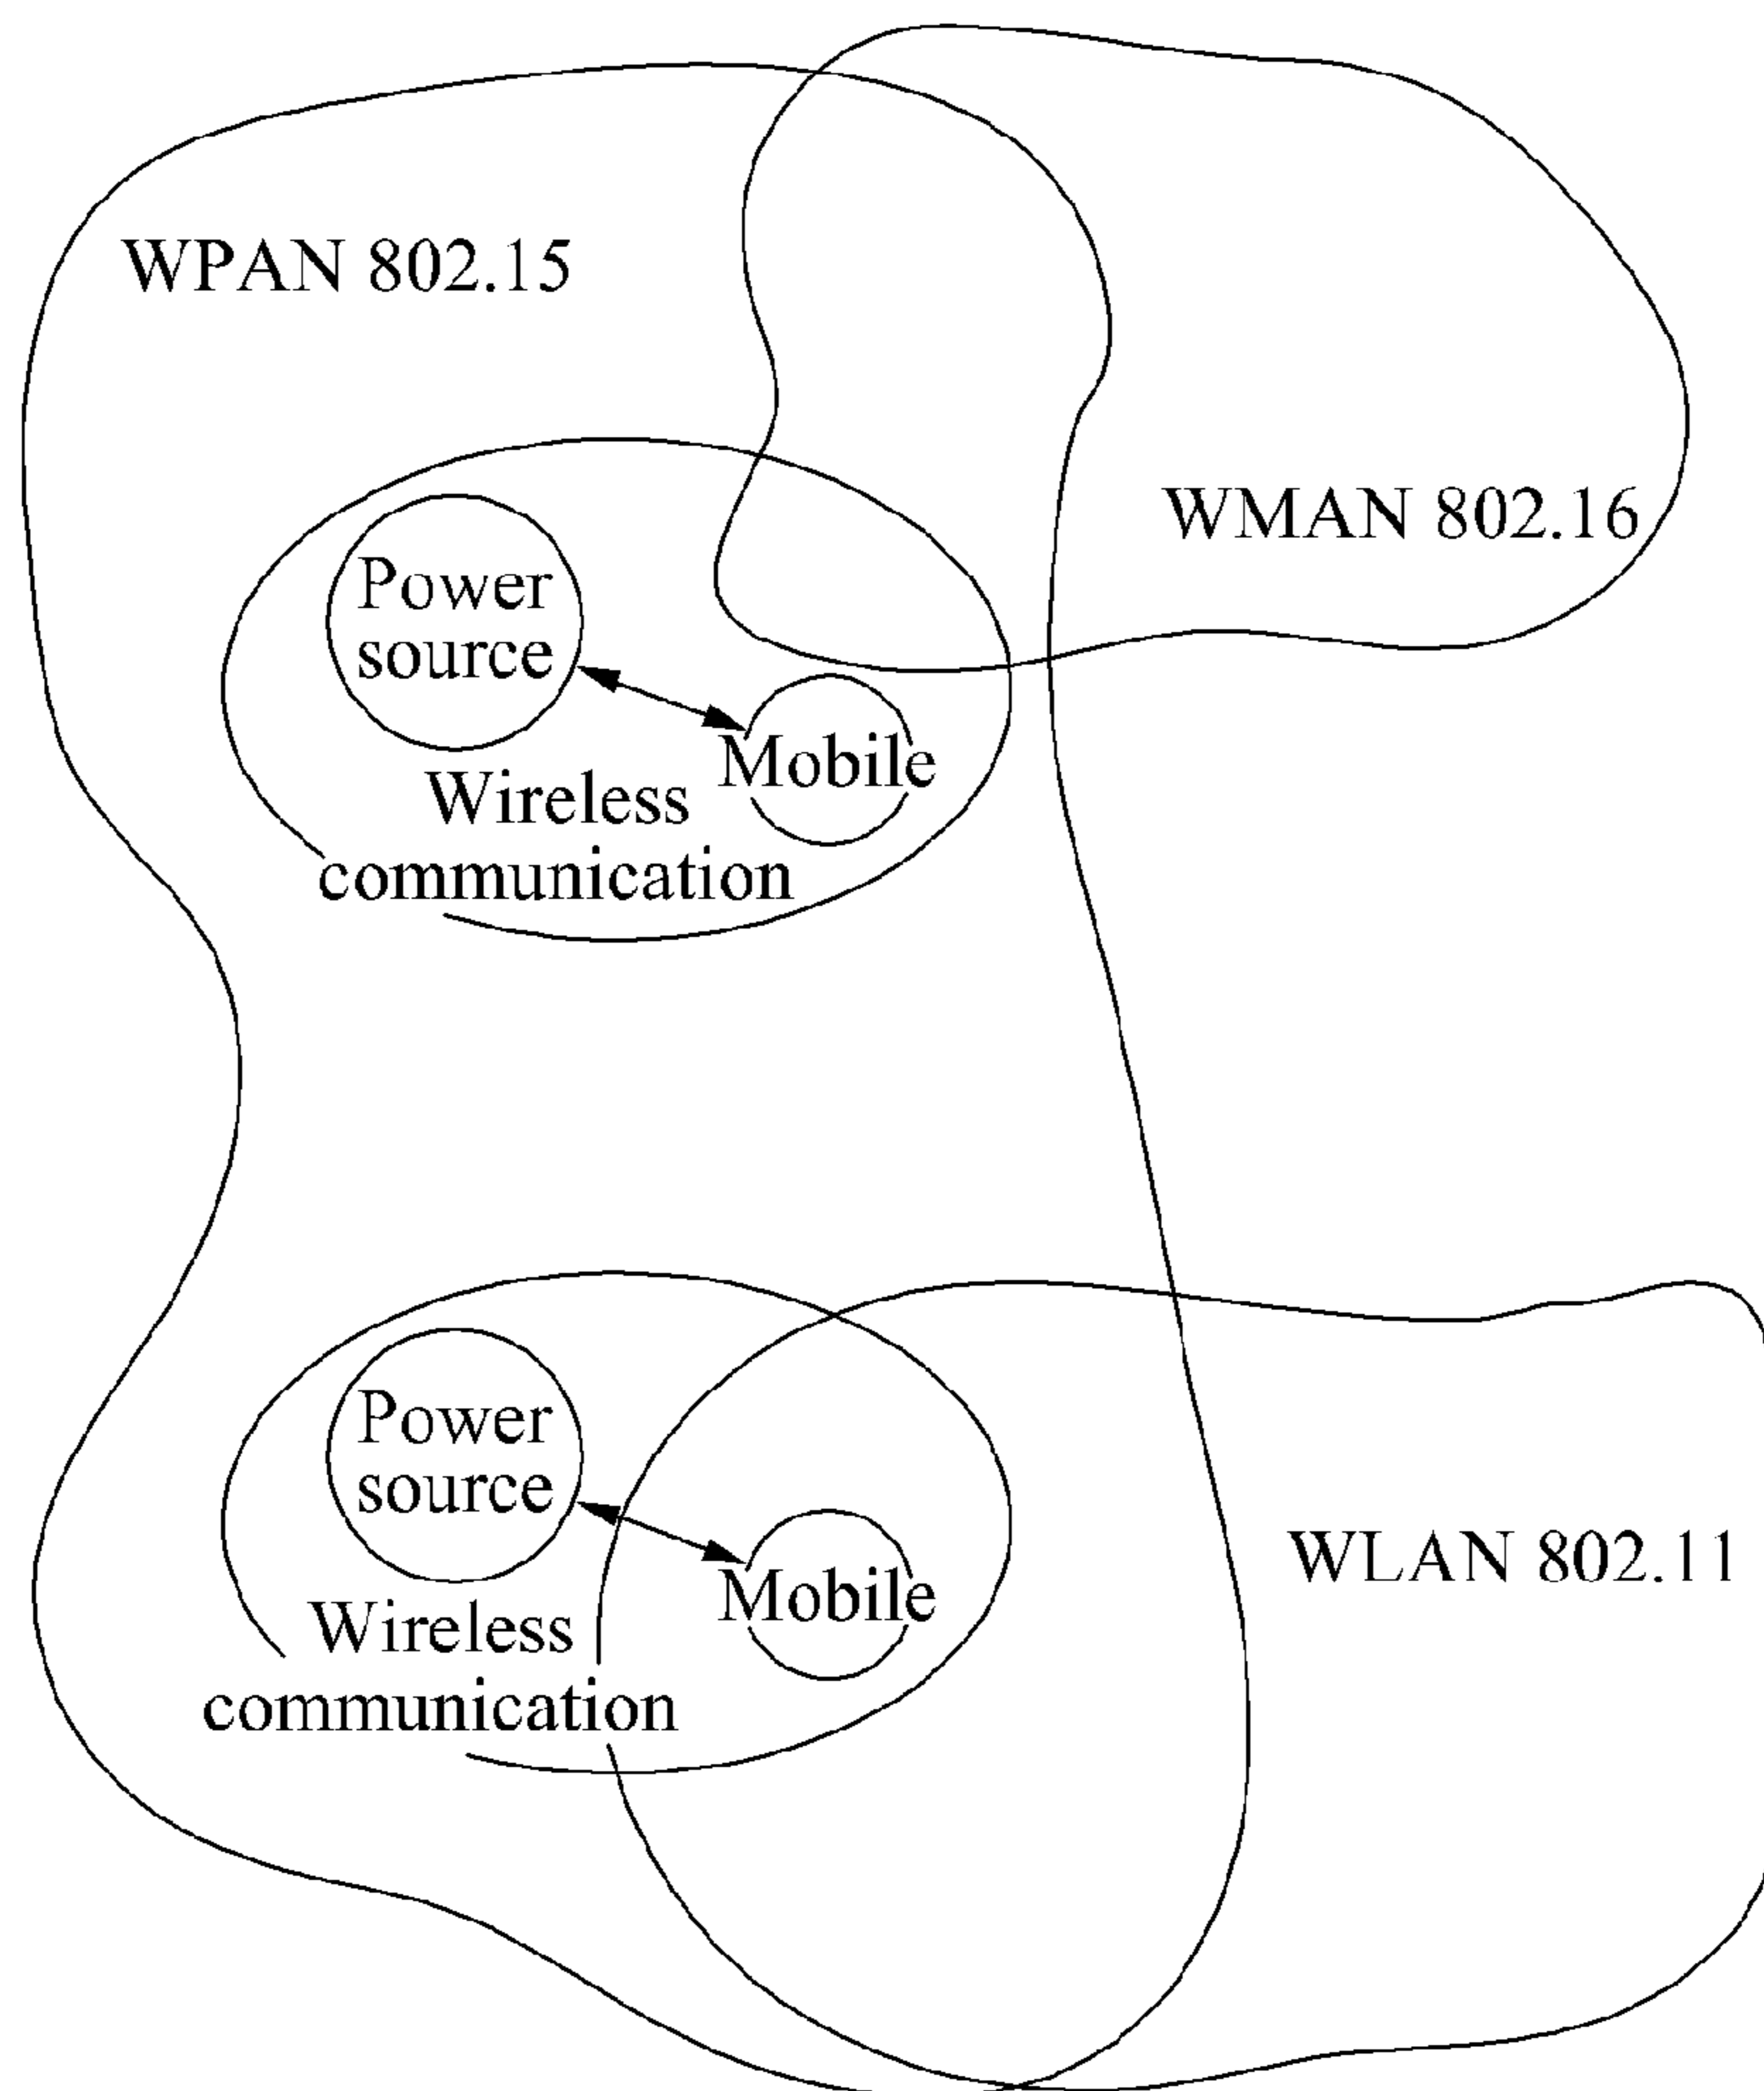 WPAN 802.15
WMAN 802.16
Power
source
Mobile
Wireless
communication
Power
source
WLAN 802.11
Mobile
Wireless
communication